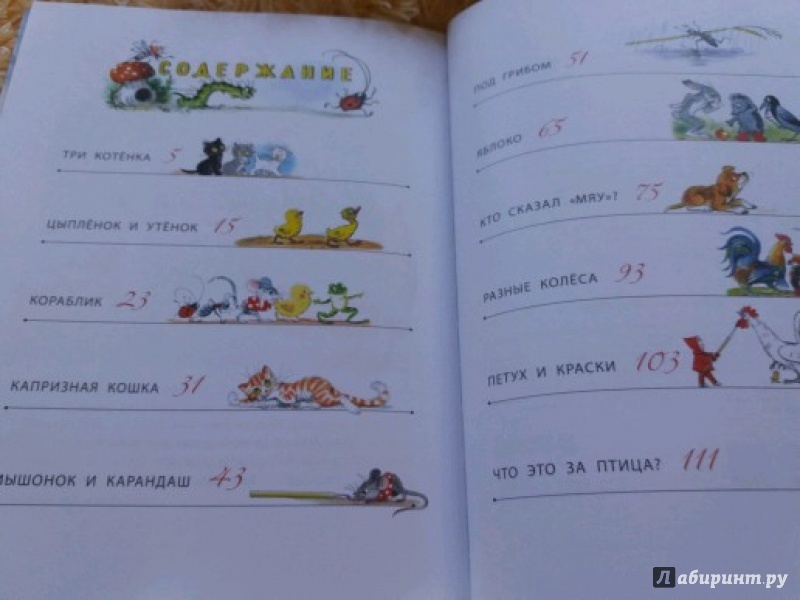 СОДЕРЖАНИЕ
ТРИ КОТЁНКА 5
ЦЫПЛЁНОК И УТЁНОК 15
КОРАБЛИК 23
КАПРИЗНАЯ КОШКА 31
МЫШОНОК И КАРАНДАШ 43
ПОД ГРИБОМ 51
ЯБЛОКО 65
КТО СКАЗАЛ «МЯУ»? 75
РАЗНЫЕ КОЛЁСА 93
ПЕТУХ И КРАСКИ 103
ЧТО ЭТО ЗА ПТИЦА? 111
Лабиринт.ру